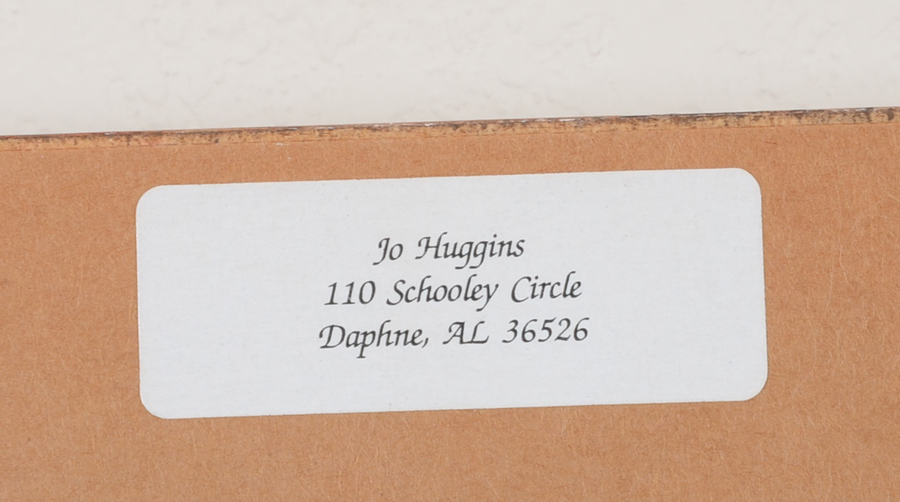 Jo Huggins
110 Schooley Circle
Daphne, AL 36526